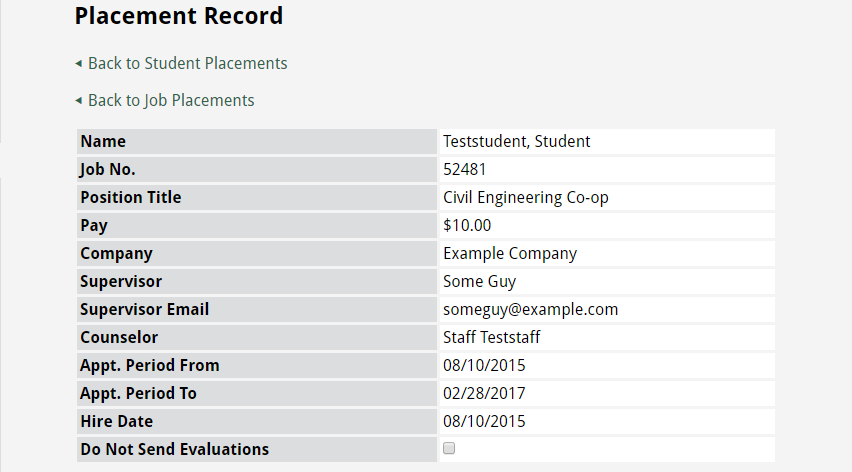 Placement Record
Back to Student Placements
Back to Job Placements
Name Teststudent, Student
Job No. 52481
Position Title Civil Engineering Co-op
Pay $10.00
Company Example Company
Supervisor Some Guy
Supervisor Email someguy@example.com
Counselor Staff Teststaff
Appt. Period From 08/10/2015
Appt. Period To 02/28/2017
Hire Date 08/10/2015
Do Not Send Evaluations